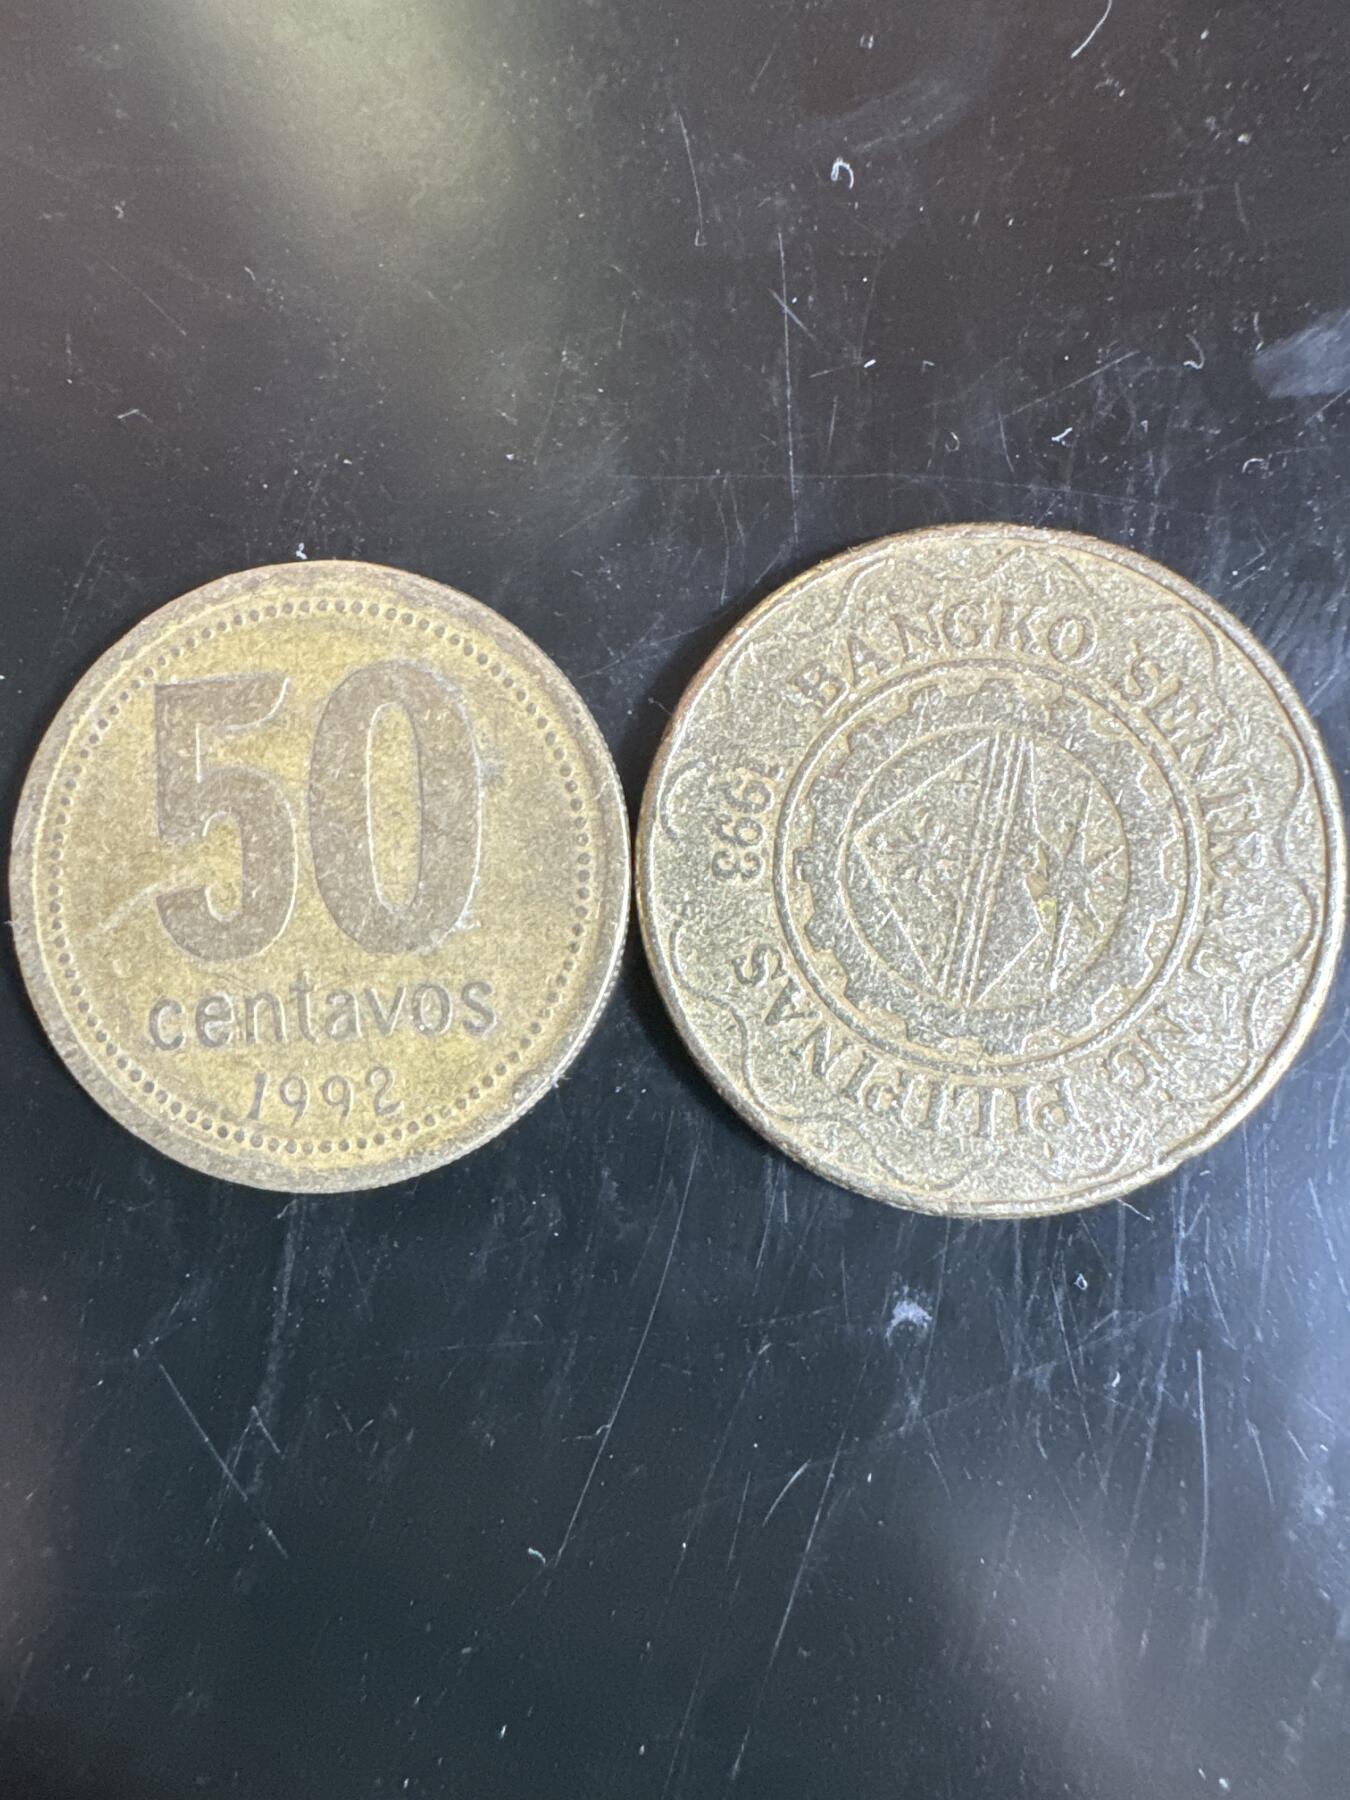 50
centavos
1992
BANGKO SENTRAL NG PILIPINAS
1993